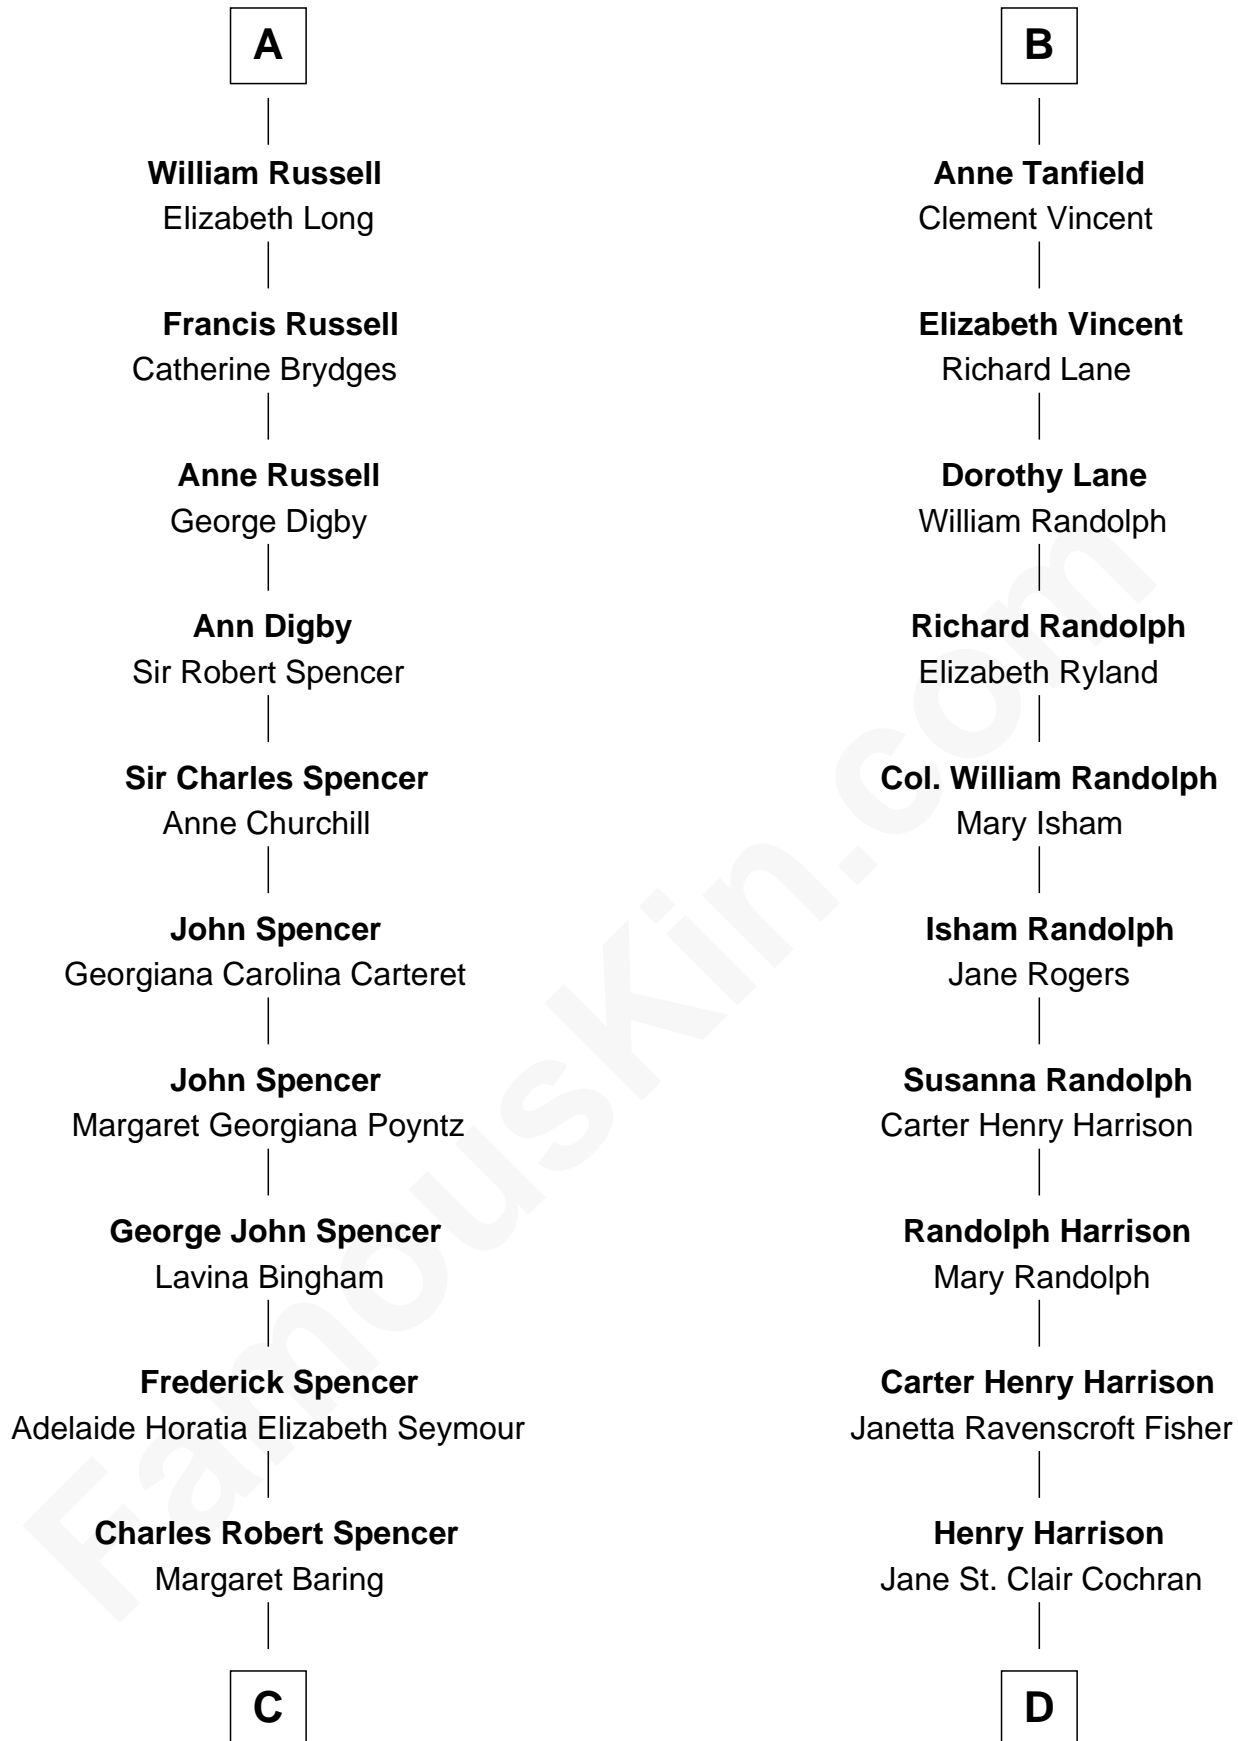 A
William Russell
Elizabeth Long
Francis Russell
Catherine Brydges
Anne Russell
George Digby
Ann Digby
Sir Robert Spencer
Sir Charles Spencer
Anne Churchill
John Spencer
Georgiana Carolina Carteret
John Spencer
Margaret Georgiana Poyntz
George John Spencer
Lavina Bingham
Frederick Spencer
Adelaide Horatia Elizabeth Seymour
Charles Robert Spencer
Margaret Baring
C
B
Anne Tanfield
Clement Vincent
Elizabeth Vincent
Richard Lane
Dorothy Lane
William Randolph
Richard Randolph
Elizabeth Ryland
Col. William Randolph
Mary Isham
Isham Randolph
Jane Rogers
Susanna Randolph
Carter Henry Harrison
Randolph Harrison
Mary Randolph
Carter Henry Harrison
Janetta Ravenscroft Fisher
Henry Harrison
Jane St. Clair Cochran
D
FamousKin.com